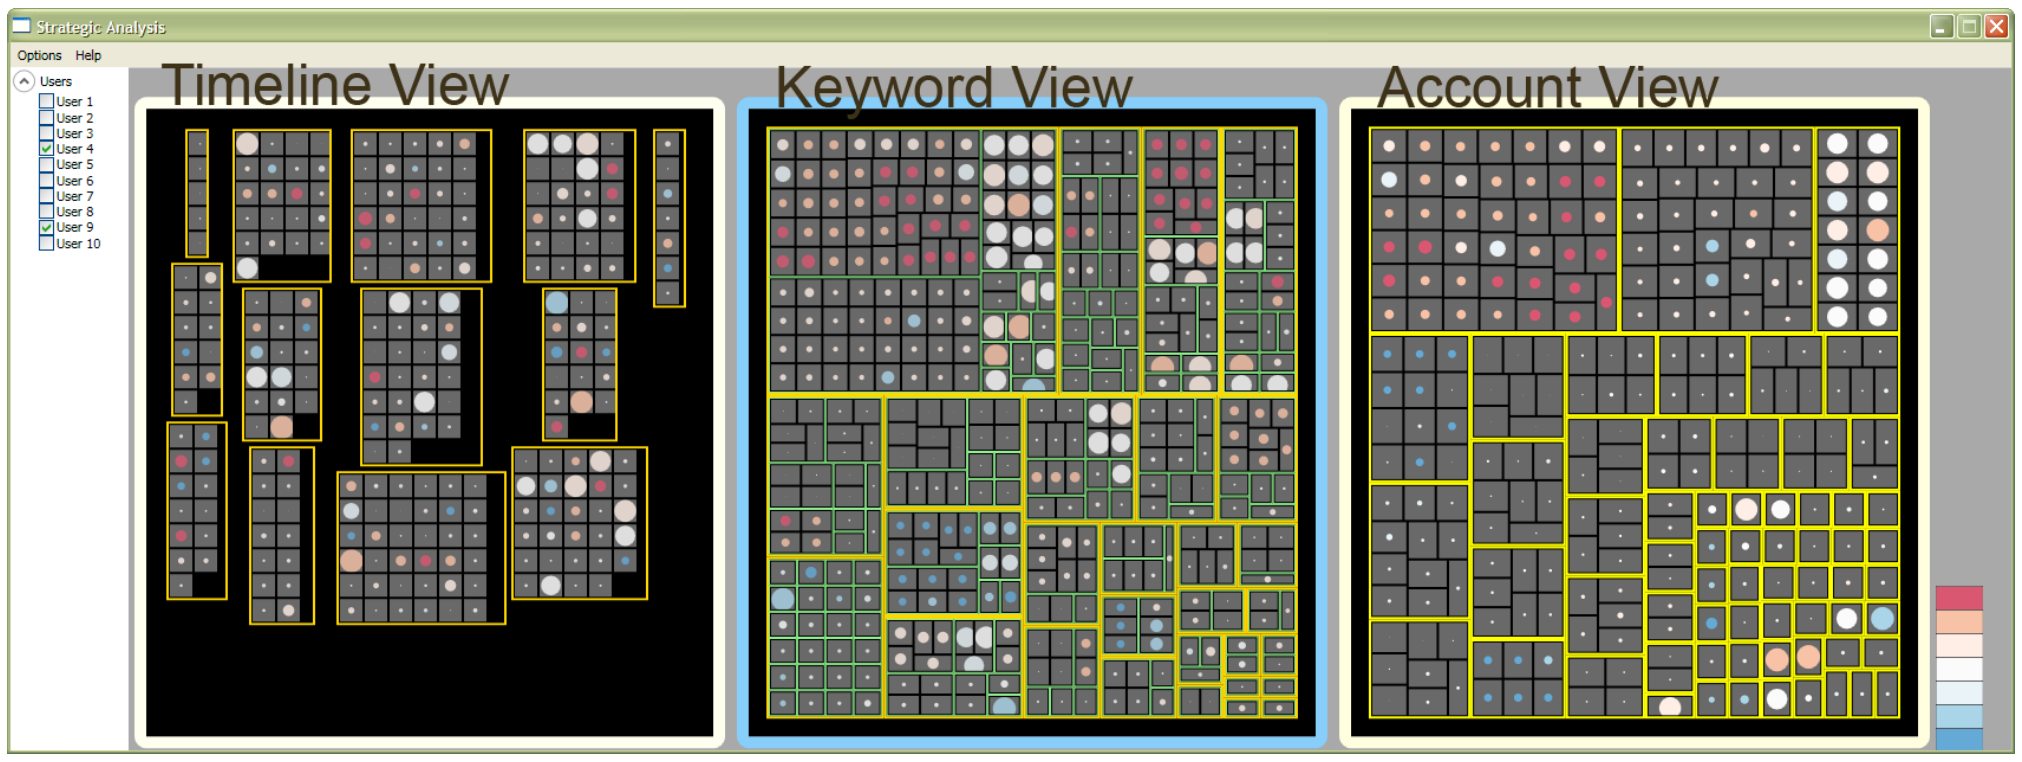 Strategic Analysis
Options Help
Users
User 1
User 2
User 3
User 4
User 5
User 6
User 7
User 8
User 9
User 10
Timeline View
Keyword View
Account View